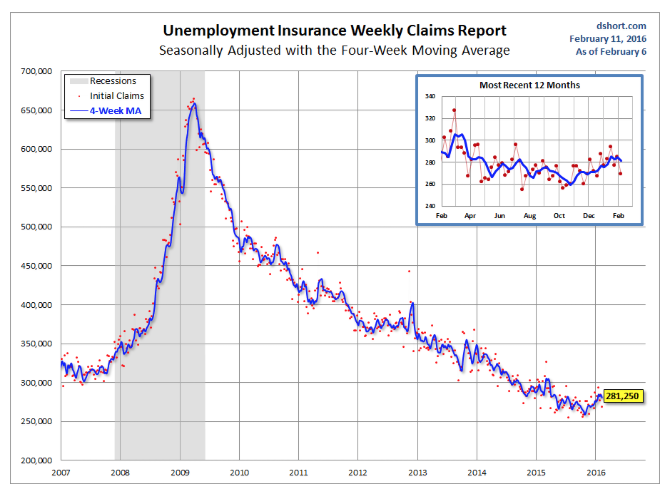 Unemployment Insurance Weekly Claims Report
Seasonally Adjusted with the Four-Week Moving Average
dshort.com
February 11, 2016
As of February 6
700,000
650,000
600,000
550,000
500,000
450,000
400,000
350,000
300,000
250,000
200,000
Recessions
Initial Claims
4-Week MA
Most Recent 12 Months
340
320
300
280
260
240
Feb Apr Jun Aug Oct Dec Feb
281,250
2007 2008 2009 2010 2011 2012 2013 2014 2015 2016